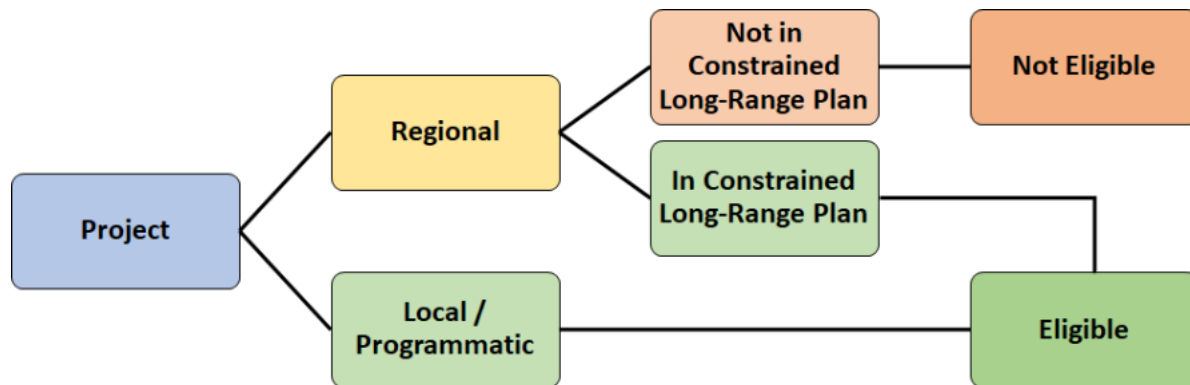 Not in
Constrained
Long-Range Plan
Not Eligible
Regional
In Constrained
Long-Range Plan
Project
Local /
Programmatic
Eligible